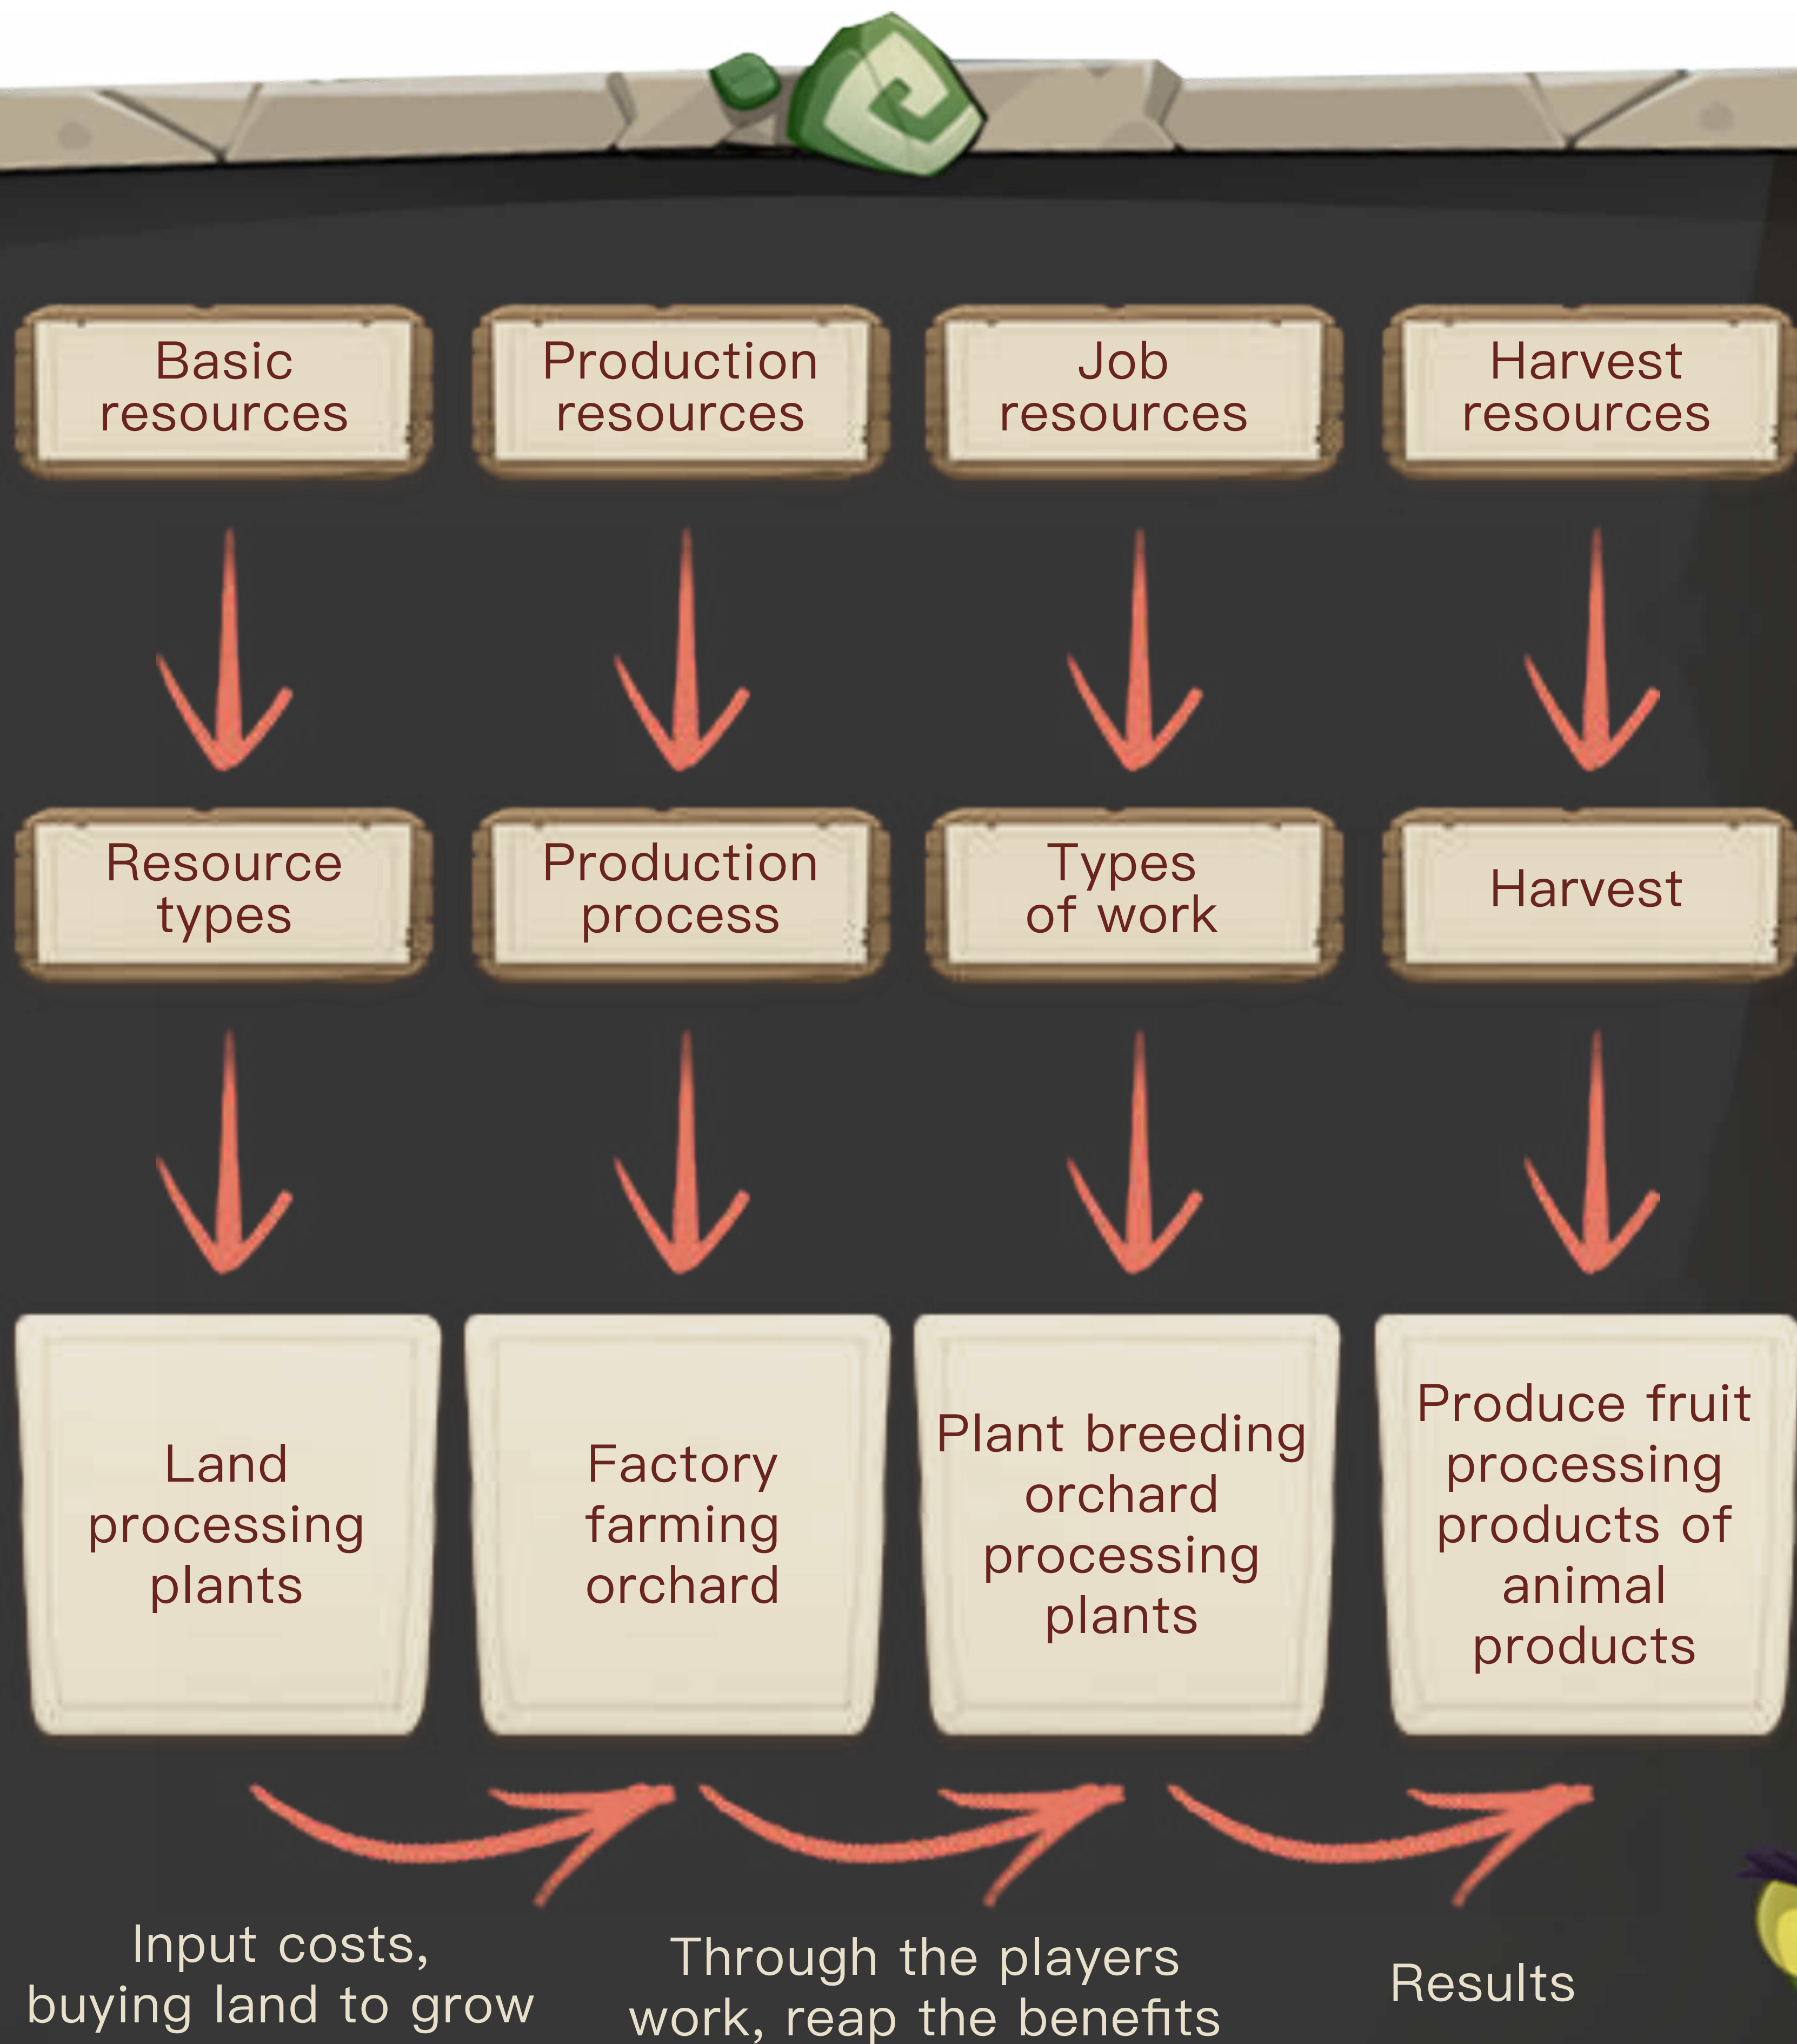 Basic
resources
Production
resources
Job
resources
Harvest
resources
Resource
types
Production
process
Types
of work
Harvest
Land
processing
plants
Factory
farming
orchard
Plant breeding
orchard
processing
plants
Produce fruit
processing
products of
animal
products
Input costs,
buying land to grow
Through the players
work, reap the benefits
Results